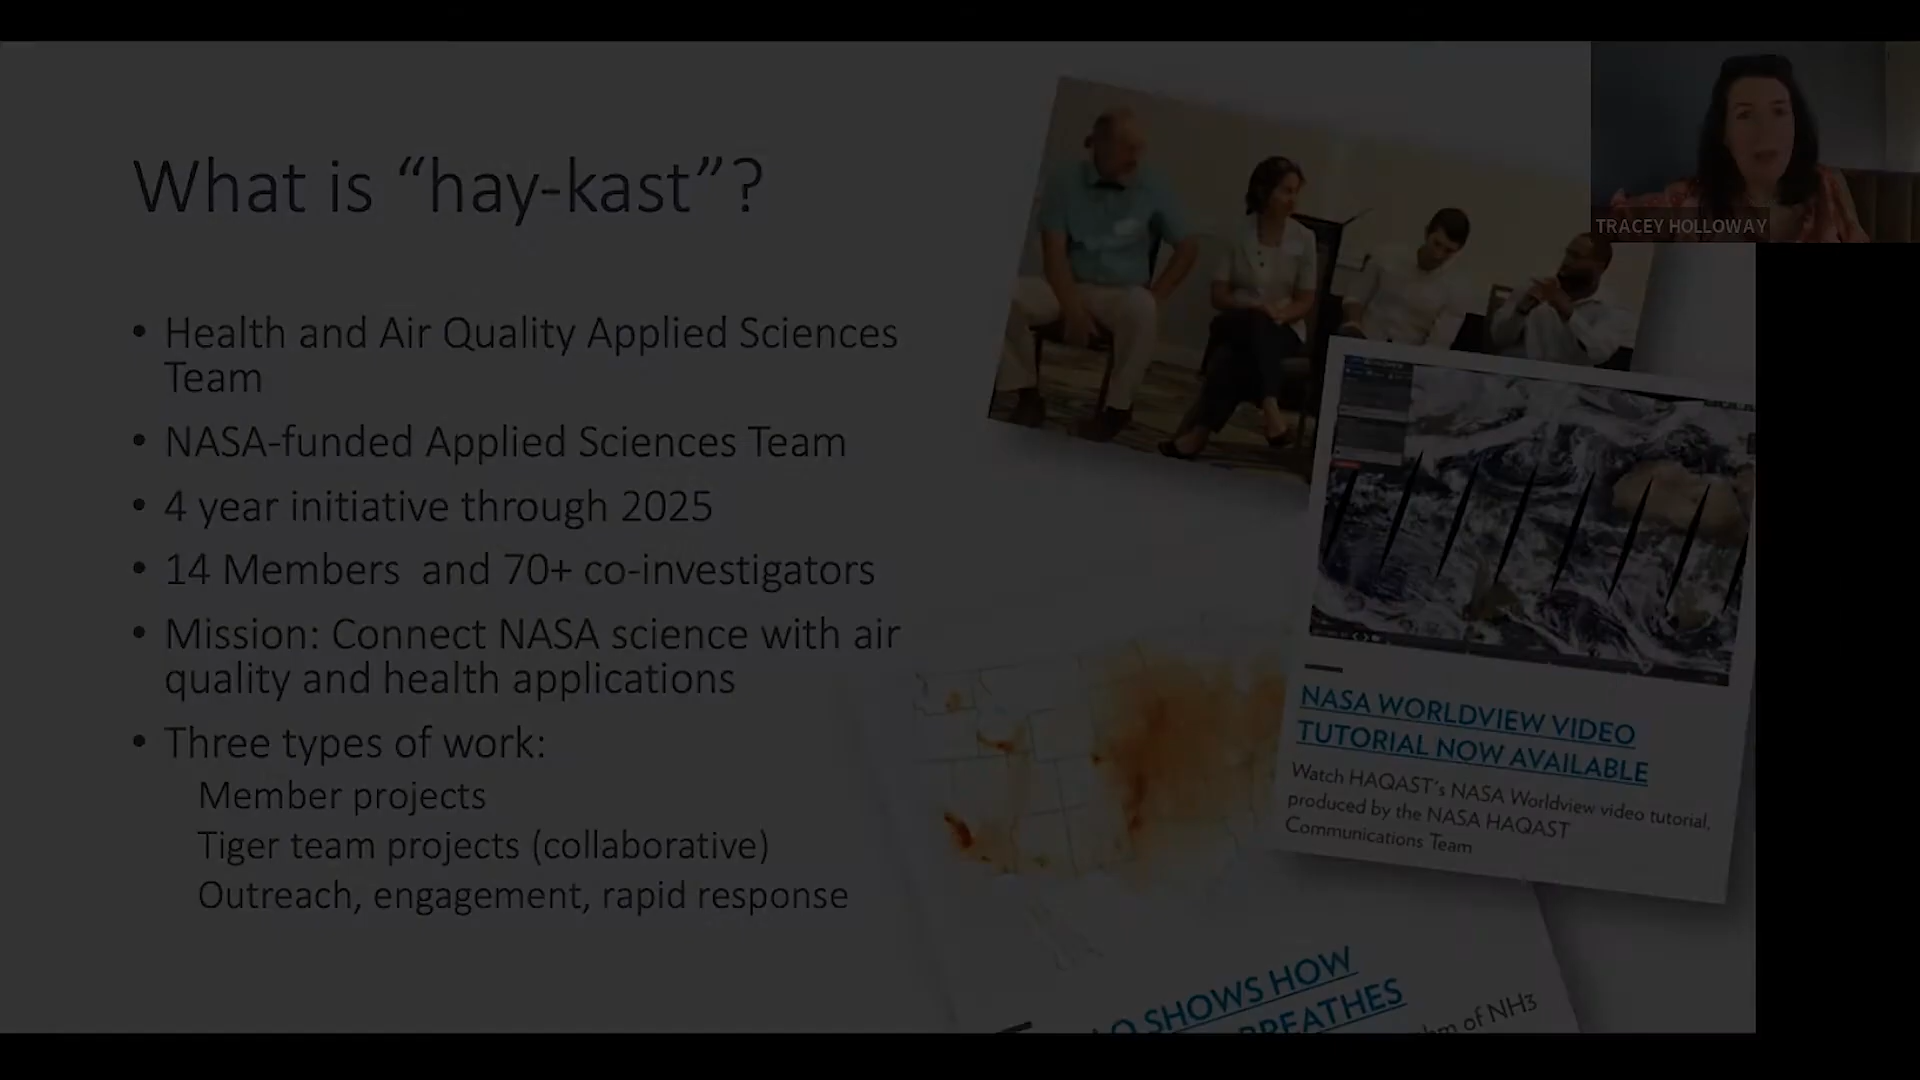 What is “hay-kast”?
TRACEY HOLLOWAY
• Health and Air Quality Applied Sciences
Team
• NASA-funded Applied Sciences Team
• 4 year initiative through 2025
• 14 Members and 70+ co-investigators
• Mission: Connect NASA science with air
quality and health applications
• Three types of work:
Member projects
Tiger team projects (collaborative)
Outreach, engagement, rapid response
NASA WORLDVIEW VIDEO
TUTORIAL NOW AVAILABLE
Watch HAQAST's NASA Worldview video tutorial,
produced by the NASA HAQAST
Communications Team
SHOWS HOW
BREATHES
of NH3